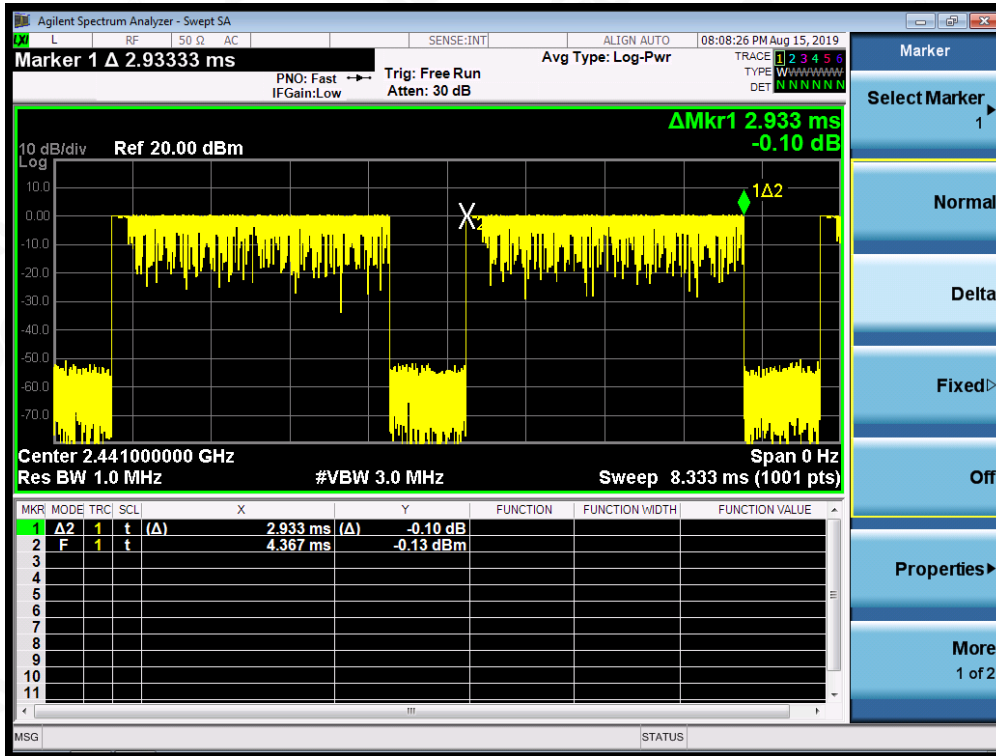 Agilent Spectrum Analyzer - Swept SA
LXI L RF 50 Ω AC SENSE:INT ALIGN AUTO 08:08:26 PM Aug 15, 2019
Marker 1 Δ 2.93333 ms
PNO: Fast
IFGain:Low
Trig: Free Run
Atten: 30 dB
Avg Type: Log-Pwr
TRACE 1 2 3 4 5 6
TYPE WWWWWWW
DET N N N N N N
ΔMkr1 2.933 ms
-0.10 dB
10 dB/div Ref 20.00 dBm
Log
10.0
0.00
-10.0
-20.0
-30.0
-40.0
-50.0
-60.0
-70.0
X2
1Δ2
Center 2.441000000 GHz Span 0 Hz
Res BW 1.0 MHz #VBW 3.0 MHz Sweep 8.333 ms (1001 pts)
MKR MODE TRC SCL X Y FUNCTION FUNCTION WIDTH FUNCTION VALUE
1 Δ2 1 t (Δ) 2.933 ms (Δ) -0.10 dB
2 F 1 t 4.367 ms -0.13 dBm
3
4
5
6
7
8
9
10
11
MSG STATUS
Marker
Select Marker
1
Normal
Delta
Fixed
Off
Properties
More
1 of 2